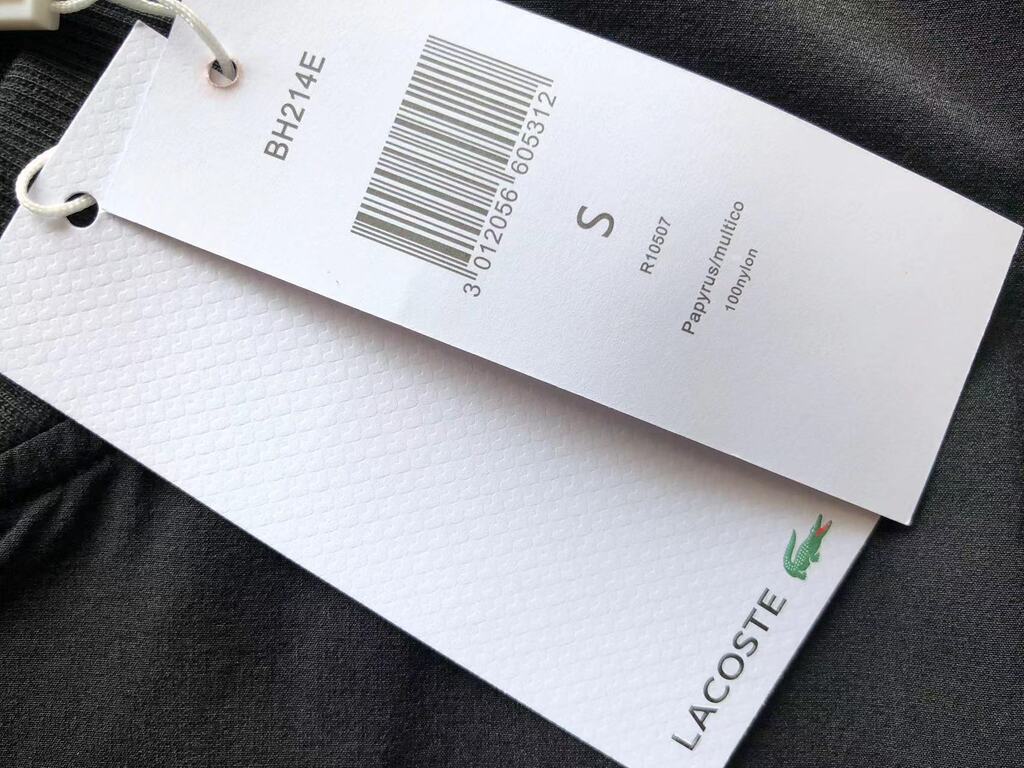 BH214E
3 012056 605312
S
R10507
Papyrus/multico
100nylon
LACOSTE